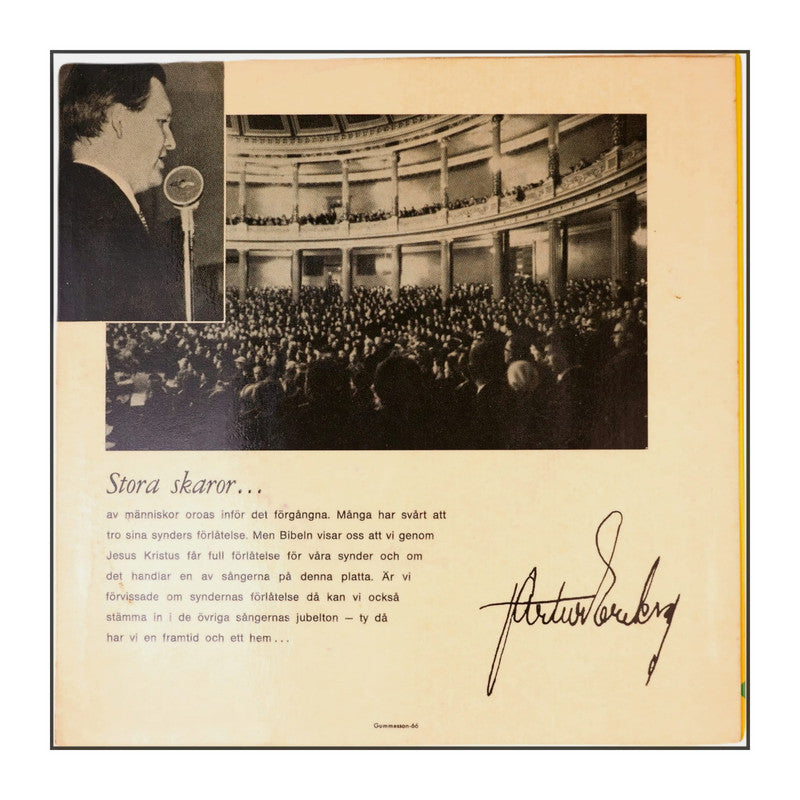 Stora skaror...
av människor oroas inför det förgångna. Många har svårt att
tro sina synders förlåtelse. Men Bibeln visar oss att vi genom
Jesus Kristus får full förlåtelse för våra synder och om
det handlar en av sångerna på denna platta. Är vi
förvissade om syndernas förlåtelse då kan vi också
stämma in i de övriga sångernas jubelton — ty då
har vi en framtid och ett hem...
Artur Erikson
Gummesson-66